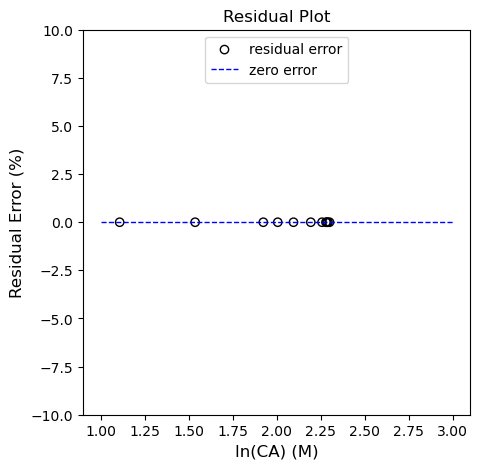 Residual Plot
residual error
zero error
Residual Error (%)
10.0
7.5
5.0
2.5
0.0
−2.5
−5.0
−7.5
−10.0
1.00 1.25 1.50 1.75 2.00 2.25 2.50 2.75 3.00
ln(CA) (M)